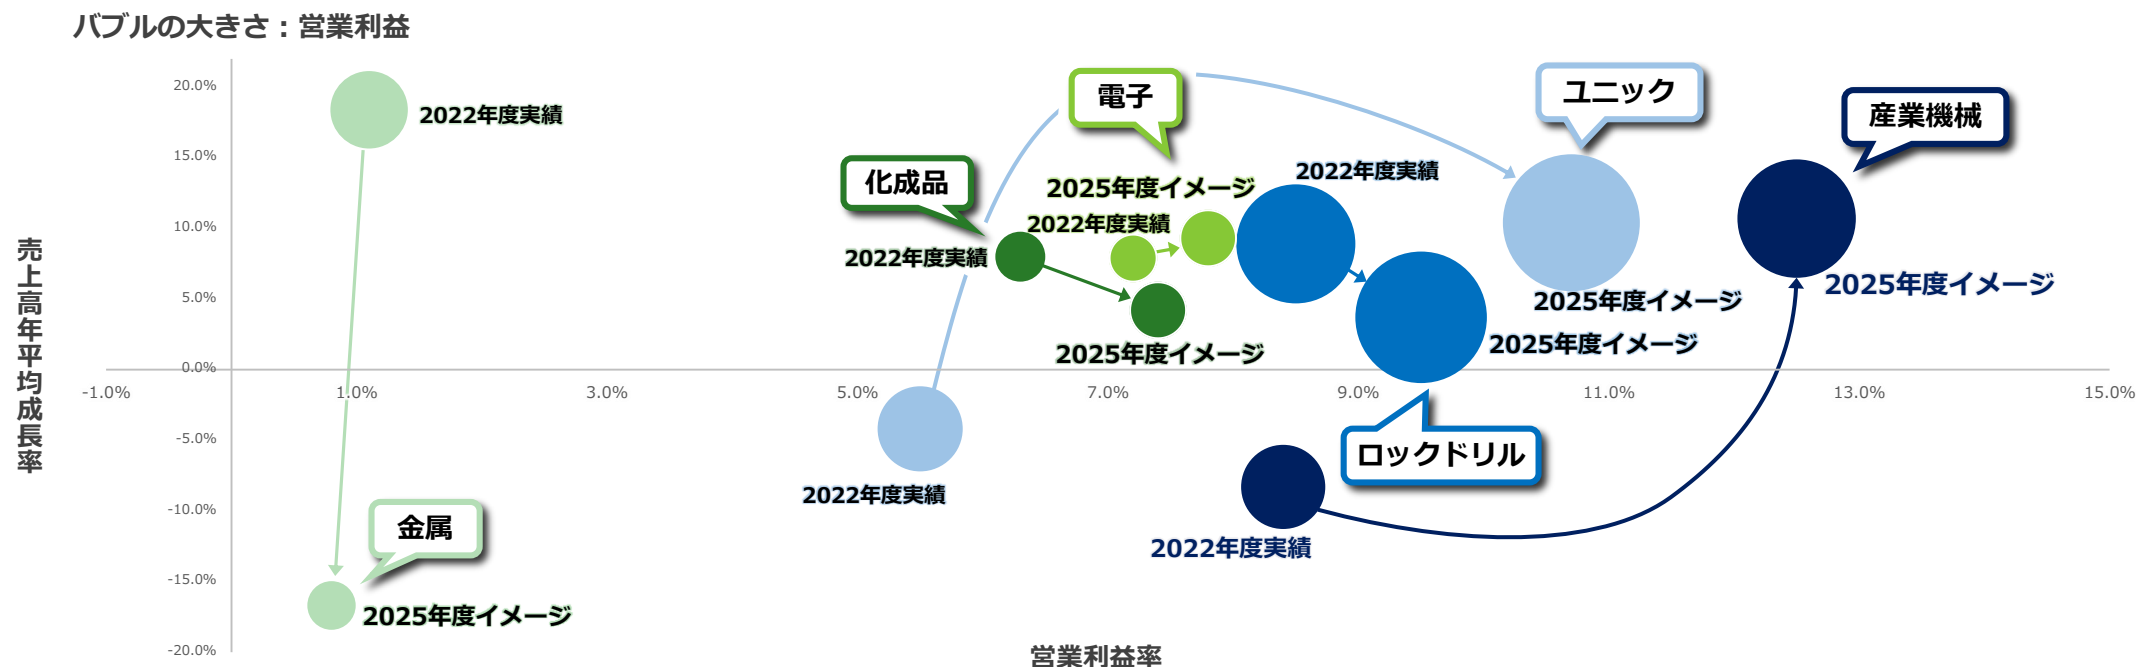 バブルの大きさ：営業利益
20.0%
15.0%
10.0%
5.0%
0.0%
-5.0%
-10.0%
-15.0%
-20.0%
売上高年平均成長率
-1.0%
1.0%
3.0%
5.0%
7.0%
9.0%
11.0%
13.0%
15.0%
営業利益率
2022年度実績
金属
2025年度イメージ
化成品
2022年度実績
2025年度イメージ
電子
2025年度イメージ
2022年度実績
2022年度実績
2025年度イメージ
ロックドリル
ユニック
2025年度イメージ
2022年度実績
産業機械
2025年度イメージ
2022年度実績